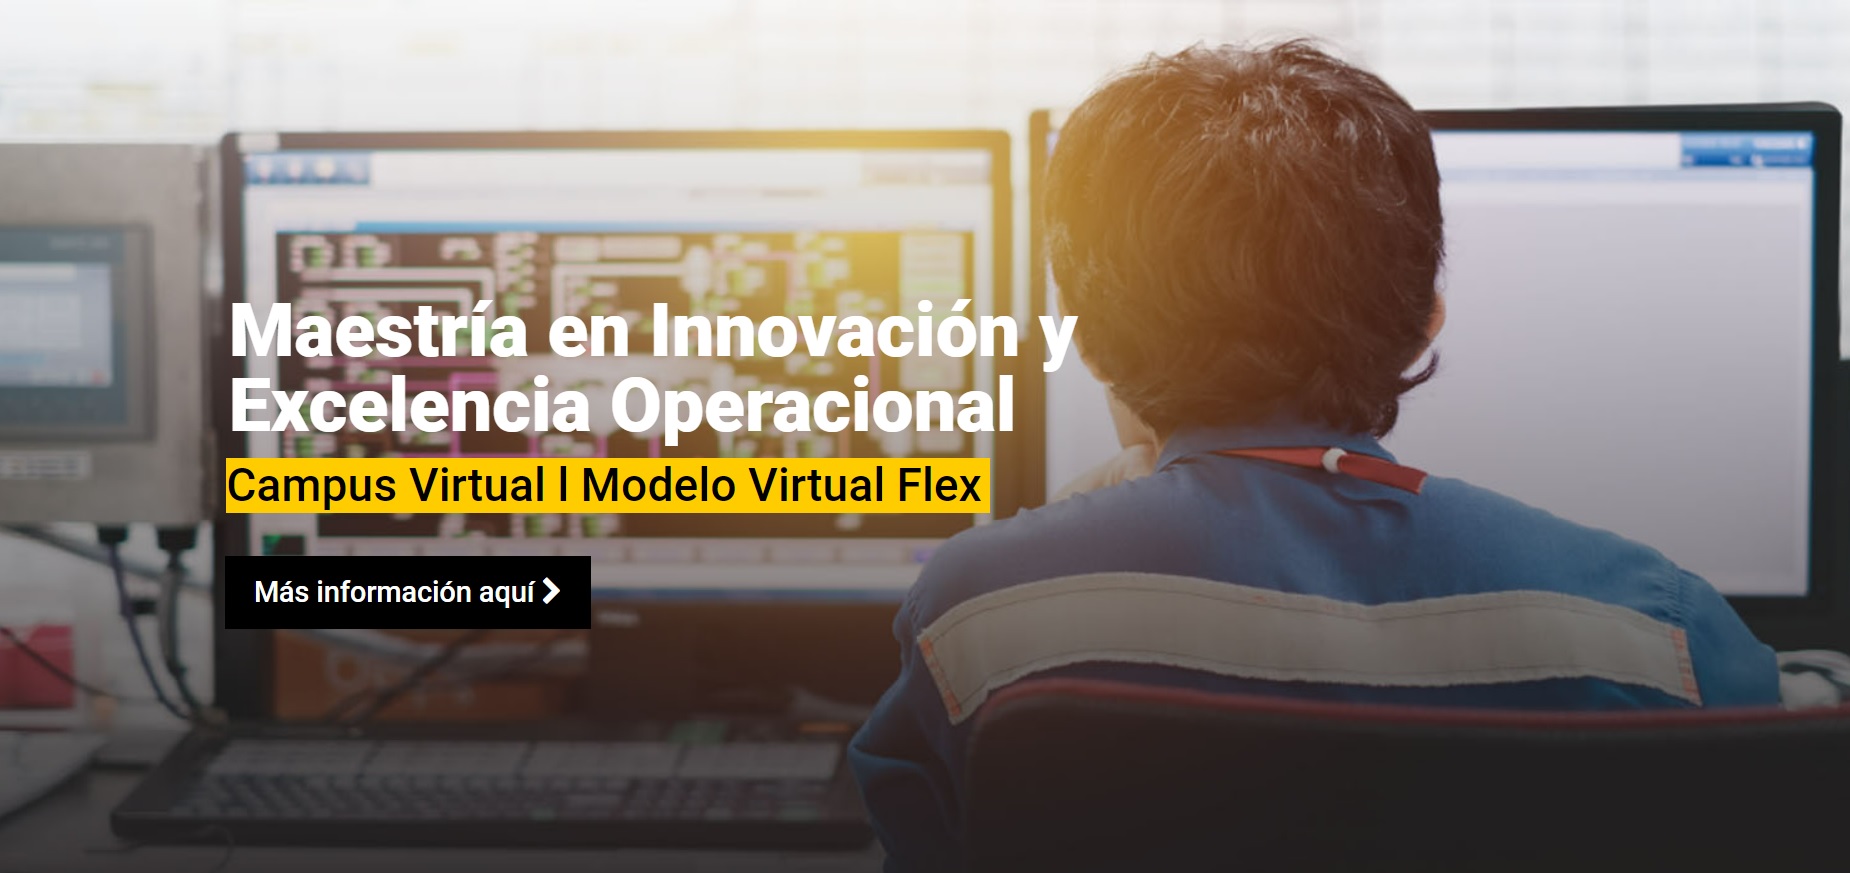 Maestría en Innovación y
Excelencia Operacional
Campus Virtual l Modelo Virtual Flex
Más información aquí